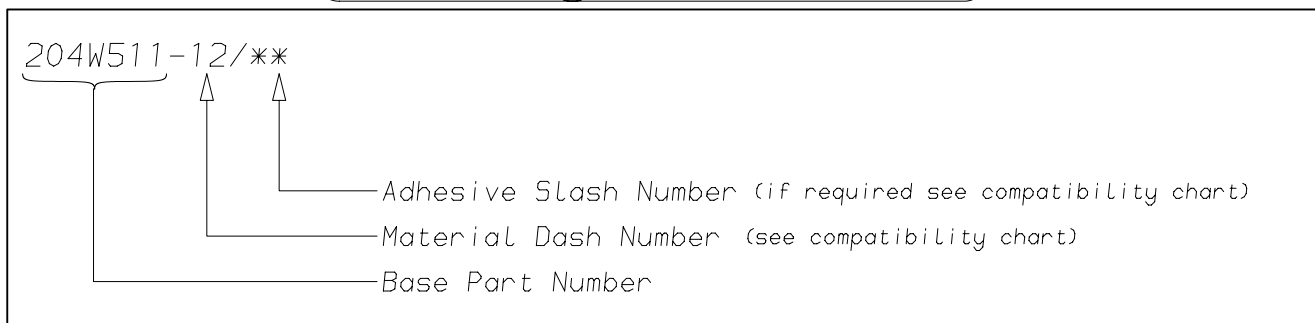 204W511-12/**
Adhesive Slash Number (if required see compatibility chart)
Material Dash Number (see compatibility chart)
Base Part Number